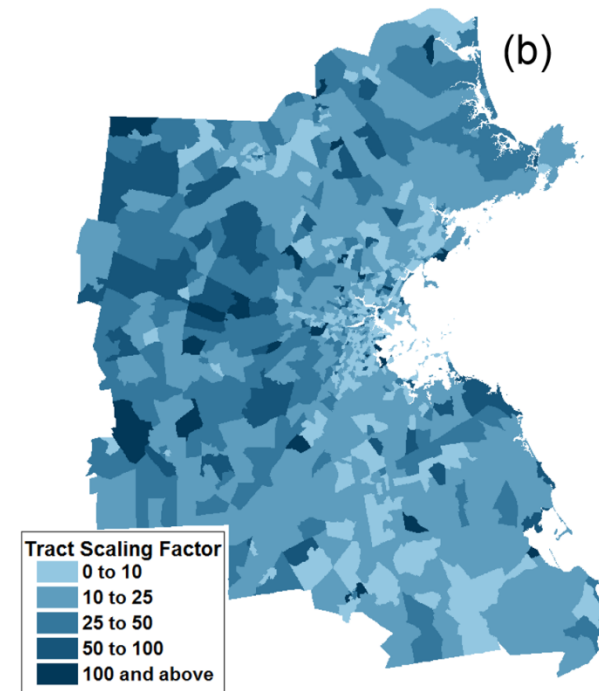 (b)
Tract Scaling Factor
0 to 10
10 to 25
25 to 50
50 to 100
100 and above